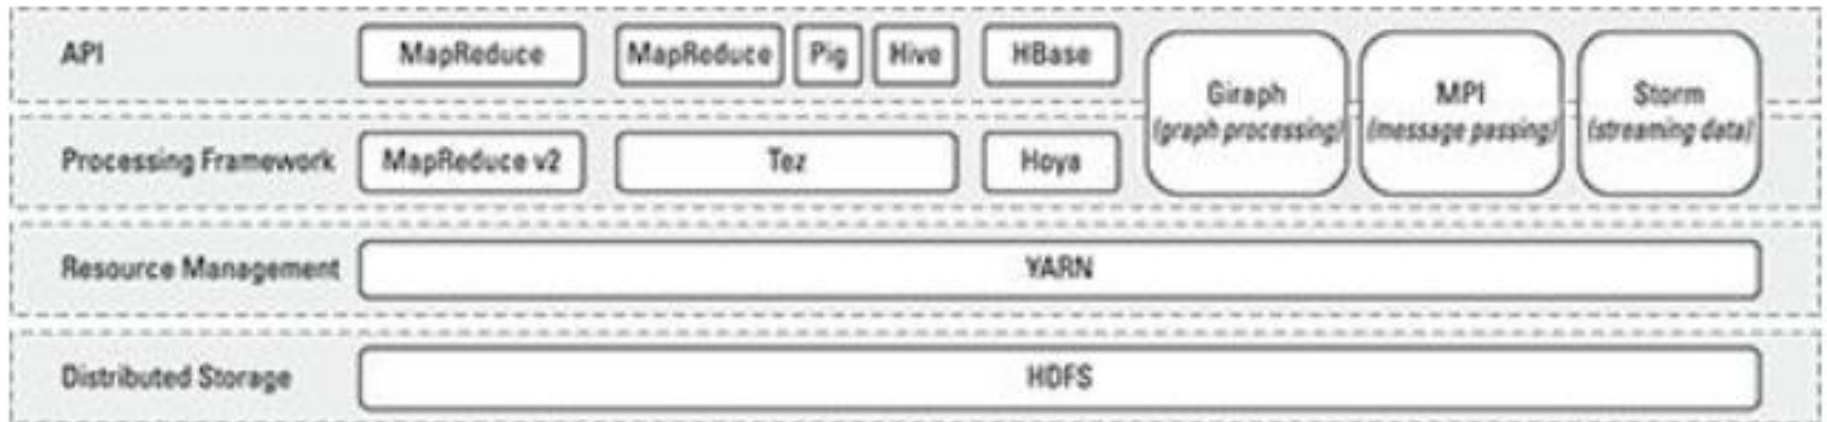 API
MapReduce
MapReduce
Pig
Hive
HBase
Giraph
(graph processing)
MPI
(message passing)
Storm
(streaming data)
Processing Framework
MapReduce v2
Tez
Hoya
Resource Management
YARN
Distributed Storage
HDFS